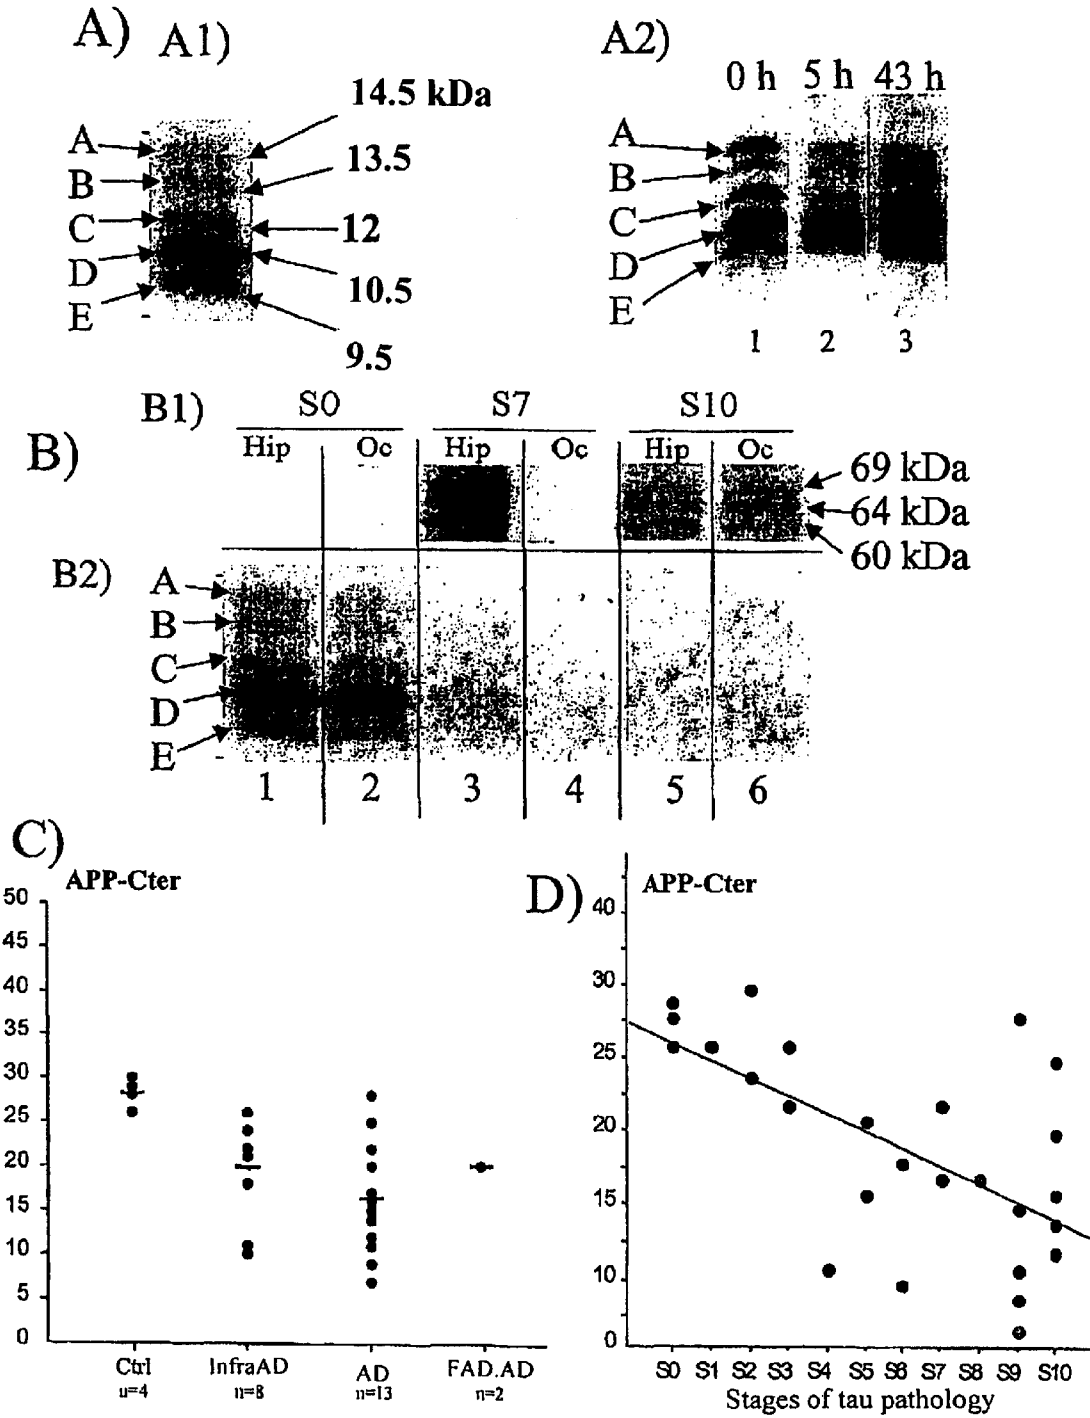 A) A1)
14.5 kDa
13.5
12
10.5
9.5
A
B
C
D
E
A2)
0 h 5 h 43 h
A
B
C
D
E
1 2 3
B)
B1) S0 S7 S10
Hip Oc Hip Oc Hip Oc
69 kDa
64 kDa
60 kDa
B2)
A
B
C
D
E
1 2 3 4 5 6
C)
APP-Cter
50
45
40
35
30
25
20
15
10
5
0
Ctrl InfraAD AD FAD.AD
n=4 n=8 n=13 n=2
D)
APP-Cter
40
30
25
20
15
10
0
S0 S1 S2 S3 S4 S5 S6 S7 S8 S9 S10
Stages of tau pathology